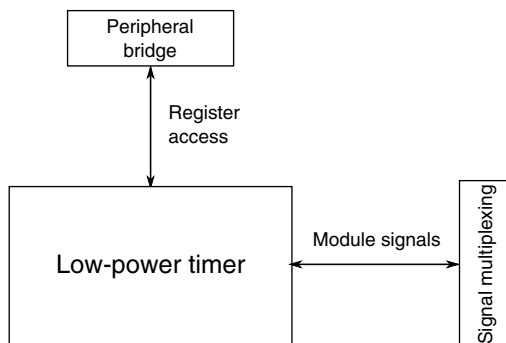 Peripheral
bridge
Register
access
Low-power timer
Module signals
Signal multiplexing